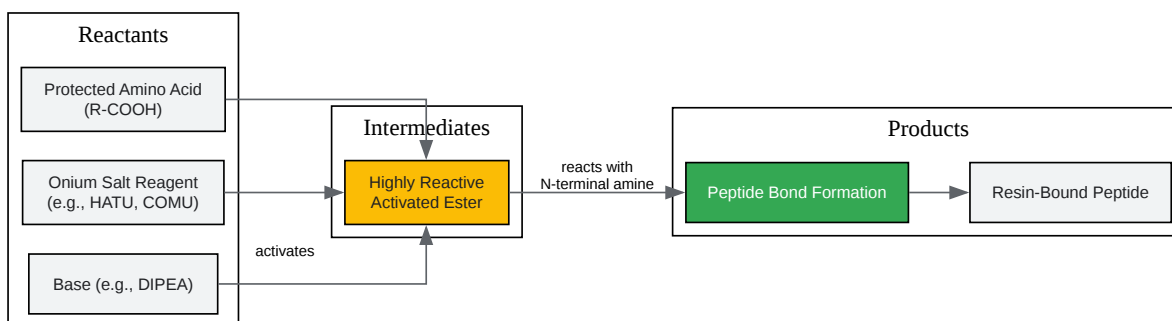 Reactants
Protected Amino Acid
(R-COOH)
Onium Salt Reagent
(e.g., HATU, COMU)
Base (e.g., DIPEA)
activates
Intermediates
Highly Reactive
Activated Ester
reacts with
N-terminal amine
Products
Peptide Bond Formation
Resin-Bound Peptide